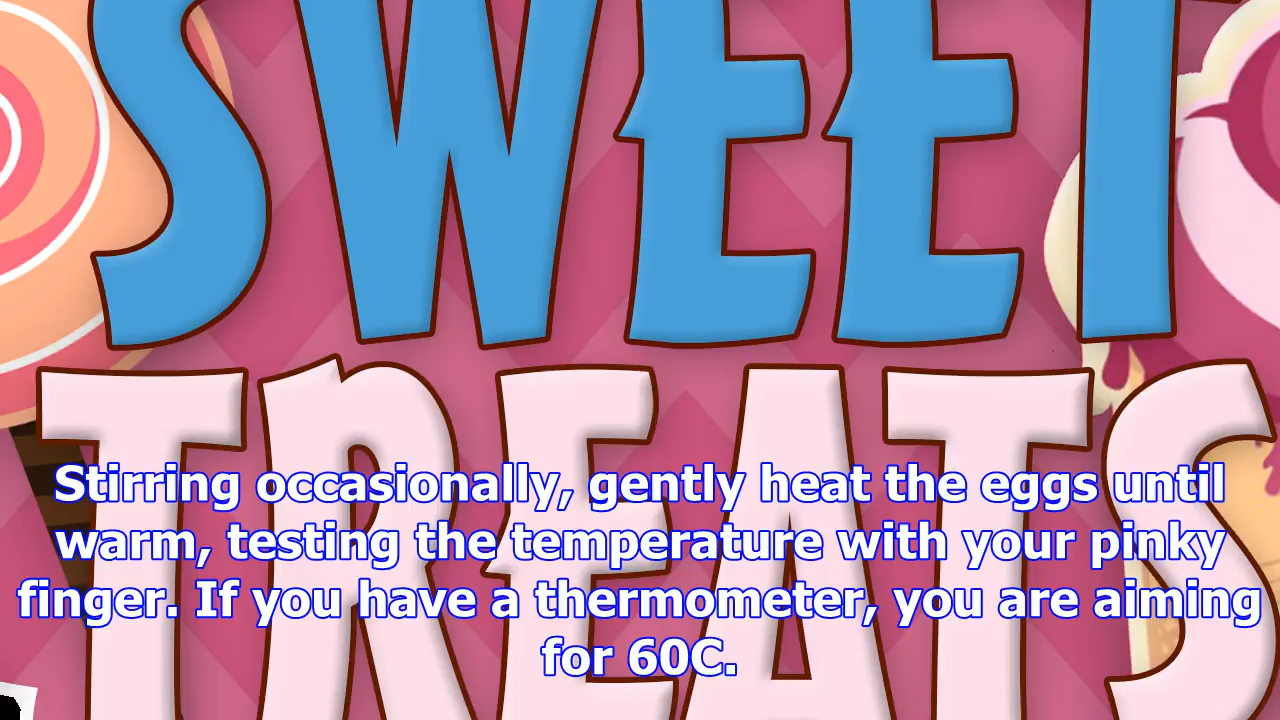 SWEET
TREATS
Stirring occasionally, gently heat the eggs until
warm, testing the temperature with your pinky
finger. If you have a thermometer, you are aiming
for 60C.